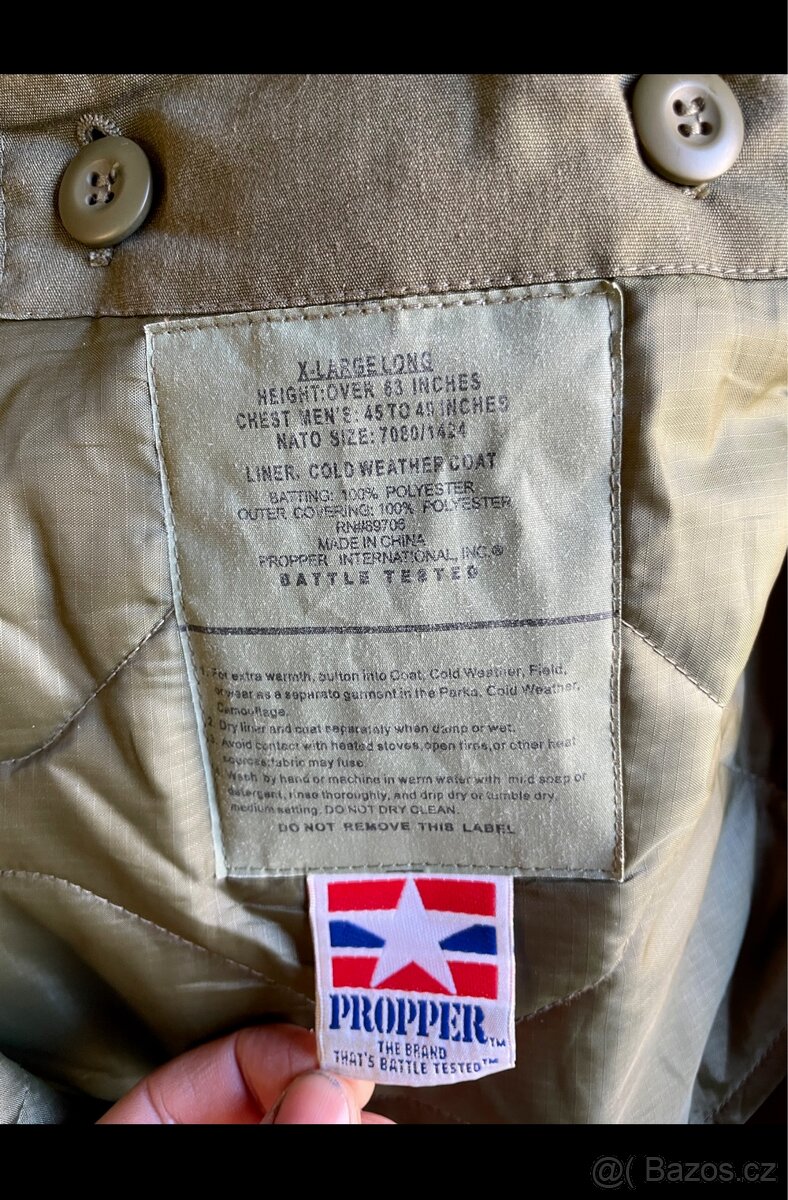 X-LARGE LONG
HEIGHT: OVER 63 INCHES
CHEST MEN'S: 45 TO 49 INCHES
NATO SIZE: 7080/1424
LINER, COLD WEATHER COAT
BATTING: 100% POLYESTER
OUTER COVERING: 100% POLYESTER
RN#89706
MADE IN CHINA
PROPPER INTERNATIONAL, INC.®
BATTLE TESTED
1. For extra warmth, button into Coat, Cold Weather, Field,
or wear as a separate garment in the Parka, Cold Weather,
Camouflage.
2. Dry liner and coat separately when damp or wet.
3. Avoid contact with heated stoves, open fires, or other heat
sources; fabric may fuse.
4. Wash by hand or machine in warm water with mild soap or
detergent, rinse thoroughly, and drip dry or tumble dry,
medium setting. DO NOT DRY CLEAN.
DO NOT REMOVE THIS LABEL
PROPPER™
THE BRAND
THAT'S BATTLE TESTED™
@( Bazos.cz